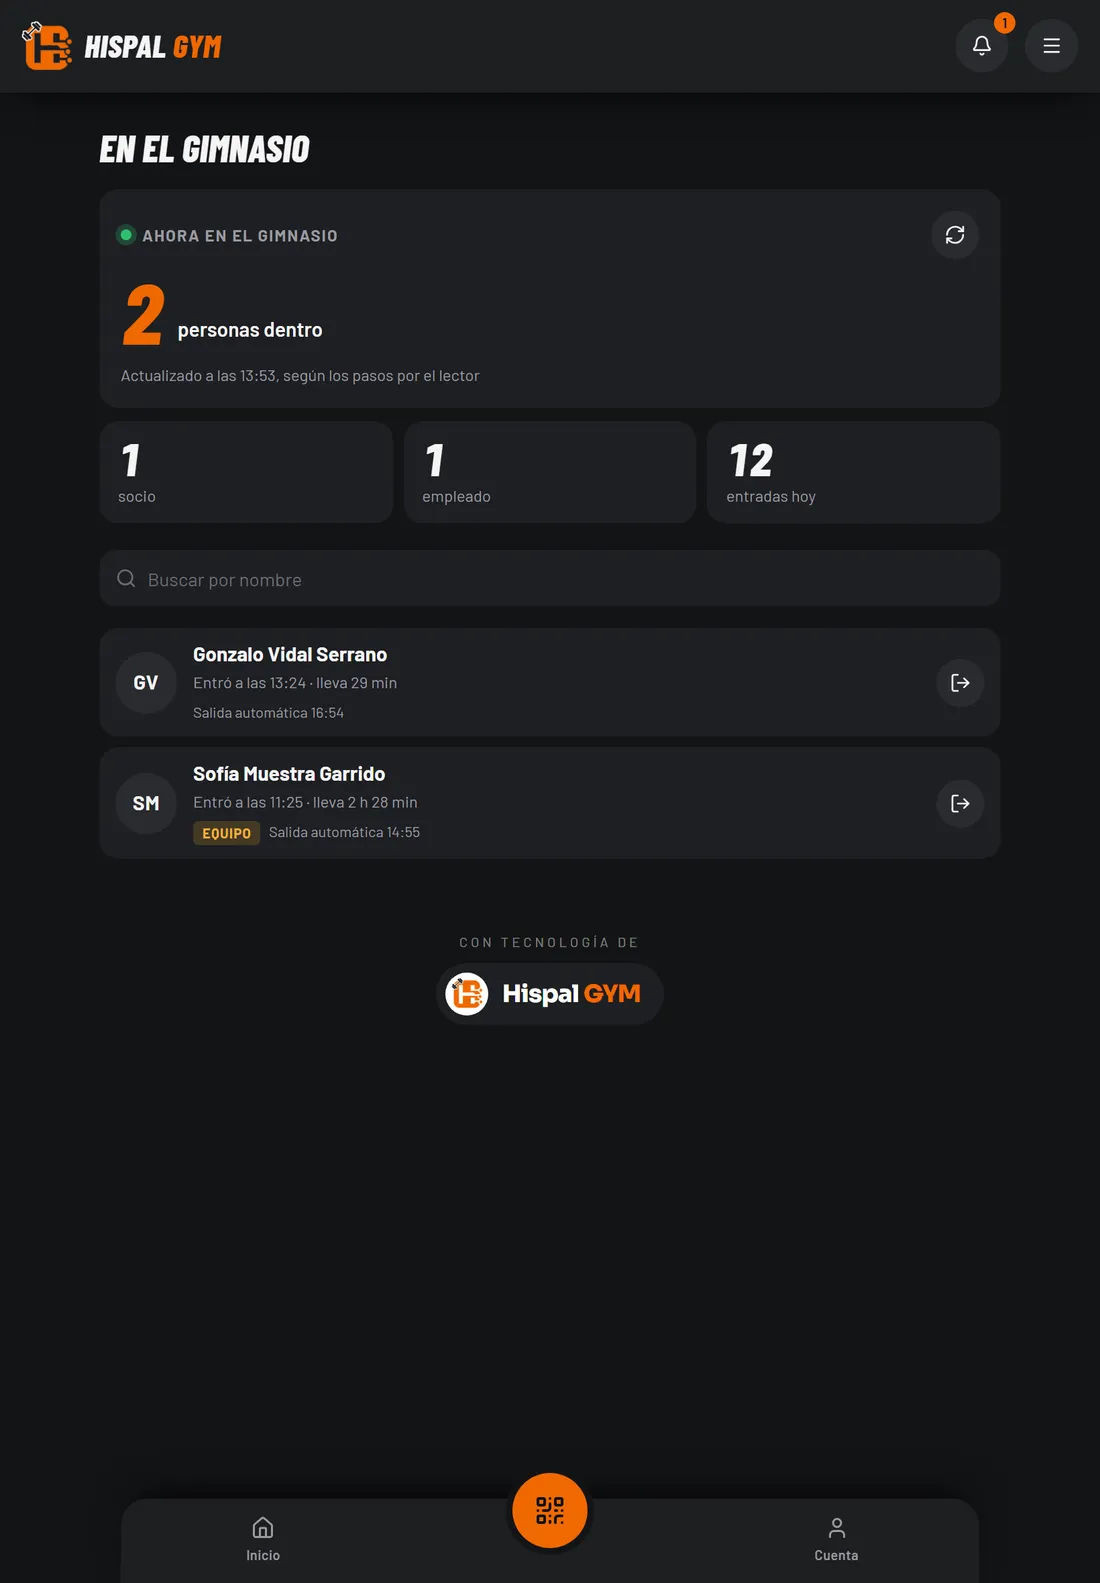 HISPAL GYM
1
EN EL GIMNASIO
AHORA EN EL GIMNASIO
2 personas dentro
Actualizado a las 13:53, según los pasos por el lector
1
socio
1
empleado
12
entradas hoy
Buscar por nombre
GV
Gonzalo Vidal Serrano
Entró a las 13:24 · lleva 29 min
Salida automática 16:54
SM
Sofía Muestra Garrido
Entró a las 11:25 · lleva 2 h 28 min
EQUIPO Salida automática 14:55
CON TECNOLOGÍA DE
Hispal GYM
Inicio
Cuenta